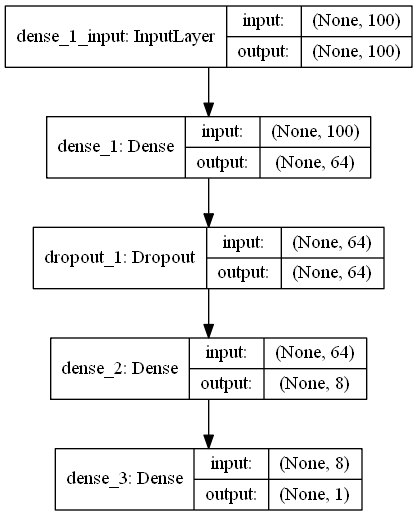 dense_1_input: InputLayer
input: (None, 100)
output: (None, 100)
dense_1: Dense
input: (None, 100)
output: (None, 64)
dropout_1: Dropout
input: (None, 64)
output: (None, 64)
dense_2: Dense
input: (None, 64)
output: (None, 8)
dense_3: Dense
input: (None, 8)
output: (None, 1)